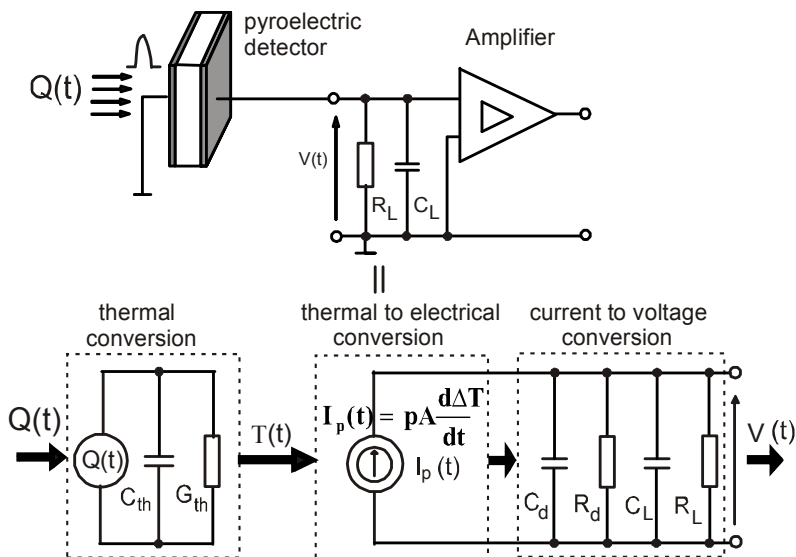 pyroelectric
detector
Amplifier
Q(t)
V(t)
R_L
C_L
=
thermal
conversion
thermal to electrical
conversion
current to voltage
conversion
Q(t)
Q(t)
C_th
G_th
T(t)
I_p(t) = pA dΔT/dt
I_p(t)
C_d
R_d
C_L
R_L
V(t)